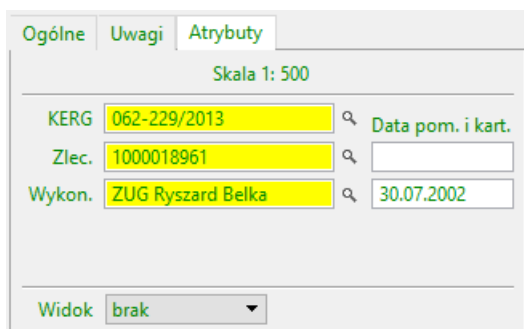 Ogólne Uwagi Atrybuty
Skala 1: 500
KERG 062-229/2013 Data pom. i kart.
Zlec. 1000018961
Wykon. ZUG Ryszard Belka 30.07.2002
Widok brak